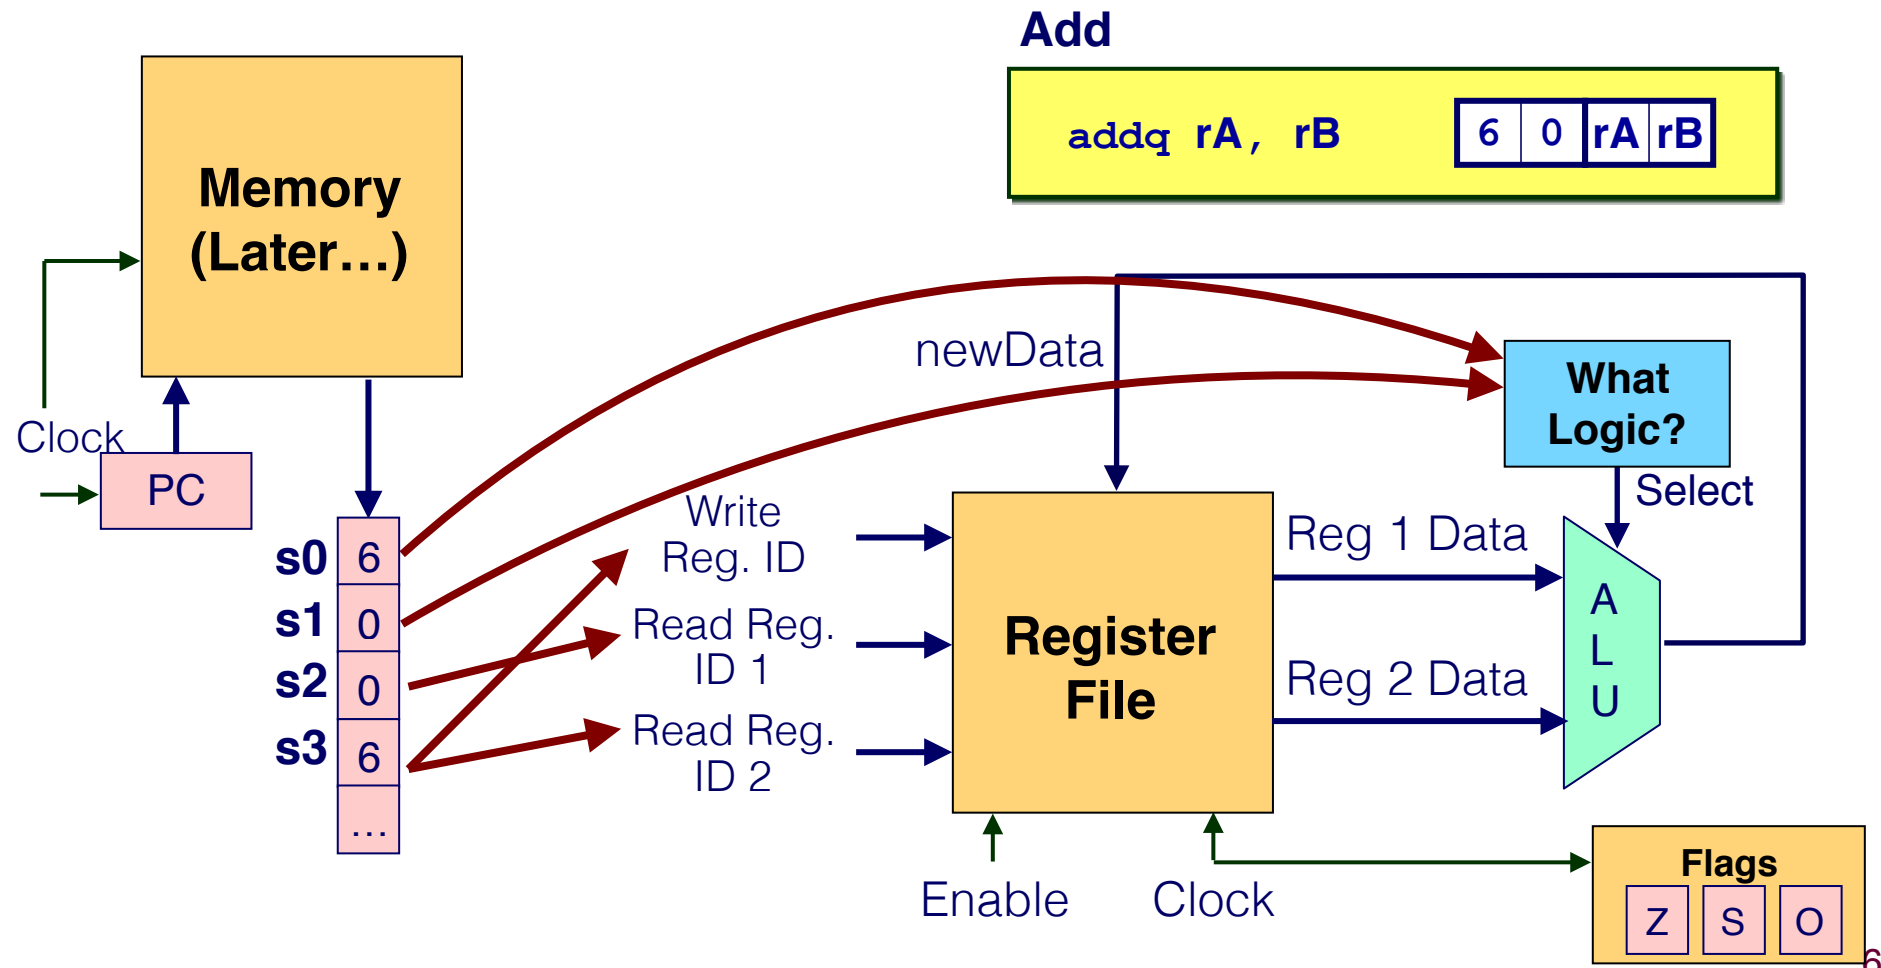 Add
addq rA, rB
6 0 rA rB
Memory
(Later…)
newData
What
Logic?
Clock
PC
Select
s0 6
s1 0
s2 0
s3 6
…
Write
Reg. ID
Read Reg.
ID 1
Read Reg.
ID 2
Register
File
Reg 1 Data
Reg 2 Data
A
L
U
Enable
Clock
Flags
Z S O
6